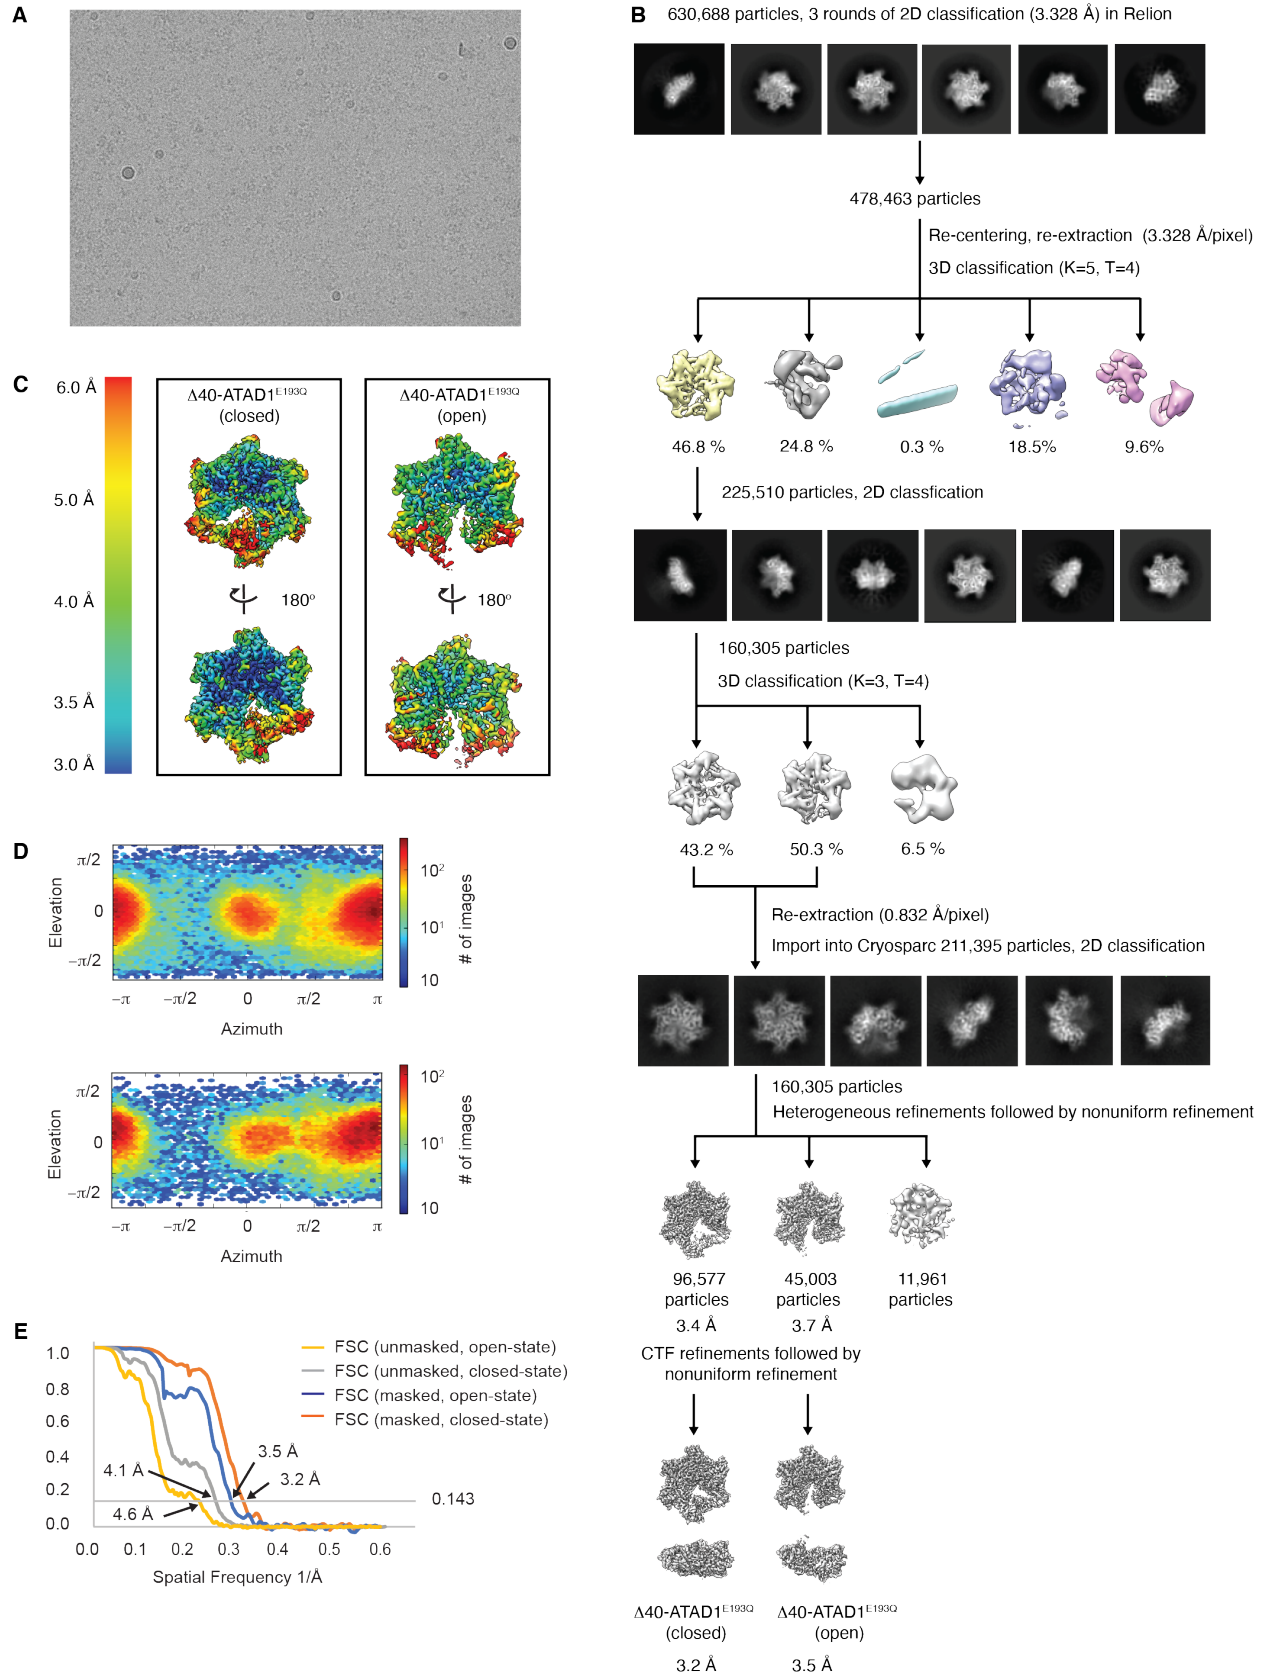 A
B
630,688 particles, 3 rounds of 2D classification (3.328 Å) in Relion
478,463 particles
Re-centering, re-extraction (3.328 Å/pixel)
3D classification (K=5, T=4)
46.8 %
24.8 %
0.3 %
18.5%
9.6%
225,510 particles, 2D classfication
160,305 particles
3D classification (K=3, T=4)
43.2 %
50.3 %
6.5 %
Re-extraction (0.832 Å/pixel)
Import into Cryosparc 211,395 particles, 2D classification
160,305 particles
Heterogeneous refinements followed by nonuniform refinement
96,577
particles
3.4 Å
45,003
particles
3.7 Å
11,961
particles
CTF refinements followed by
nonuniform refinement
Δ40-ATAD1E193Q
(closed)
3.2 Å
Δ40-ATAD1E193Q
(open)
3.5 Å
C
6.0 Å
5.0 Å
4.0 Å
3.5 Å
3.0 Å
Δ40-ATAD1E193Q
(closed)
180º
Δ40-ATAD1E193Q
(open)
180º
D
Elevation
π/2
0
−π/2
−π
−π/2
0
π/2
π
Azimuth
10²
10¹
10
# of images
Elevation
π/2
0
−π/2
−π
−π/2
0
π/2
π
Azimuth
10²
10¹
10
# of images
E
1.0
0.8
0.6
0.4
0.2
0.0
0.0
0.1
0.2
0.3
0.4
0.5
0.6
Spatial Frequency 1/Å
FSC (unmasked, open-state)
FSC (unmasked, closed-state)
FSC (masked, open-state)
FSC (masked, closed-state)
3.5 Å
4.1 Å
3.2 Å
4.6 Å
0.143